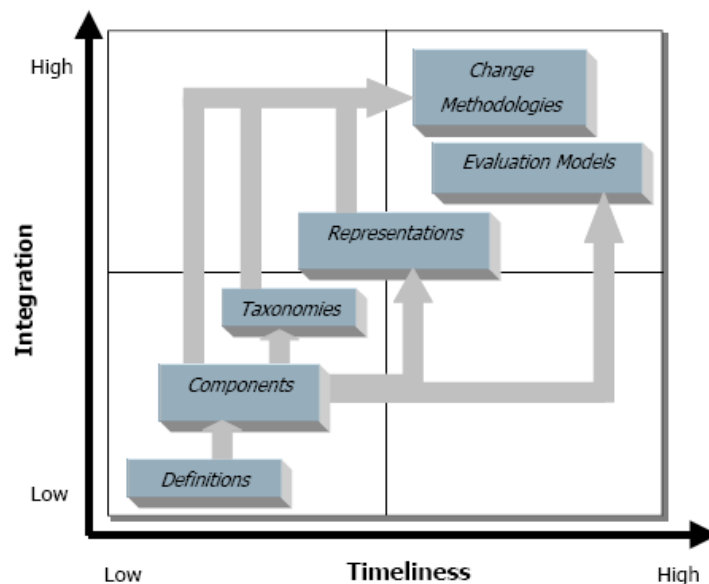 High
Change
Methodologies
Evaluation Models
Representations
Integration
Taxonomies
Components
Definitions
Low
Low
Timeliness
High